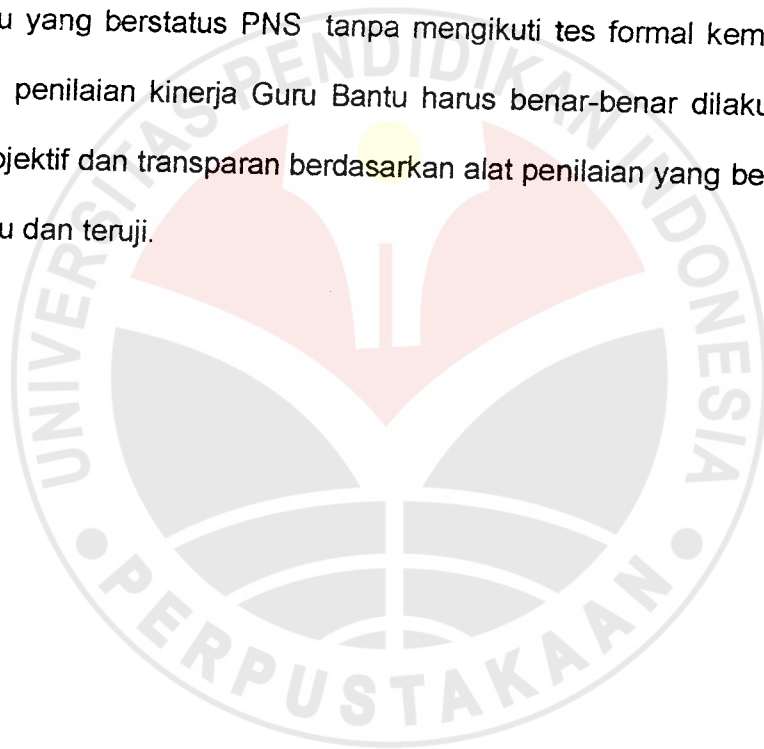 u yang berstatus PNS tanpa mengikuti tes formal kem
penilaian kinerja Guru Bantu harus benar-benar dilaku
jektif dan transparan berdasarkan alat penilaian yang be
u dan teruji.
UNIVERSITAS PENDIDIKAN INDONESIA
PERPUSTAKAAN